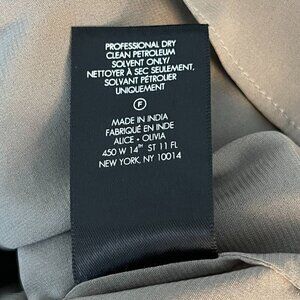 PROFESSIONAL DRY
CLEAN PETROLEUM
SOLVENT ONLY/
NETTOYER À SEC SEULEMENT,
SOLVANT PÉTROLIER
UNIQUEMENT
F
MADE IN INDIA
FABRIQUÉ EN INDE
ALICE + OLIVIA
450 W 14TH ST 11 FL
NEW YORK, NY 10014